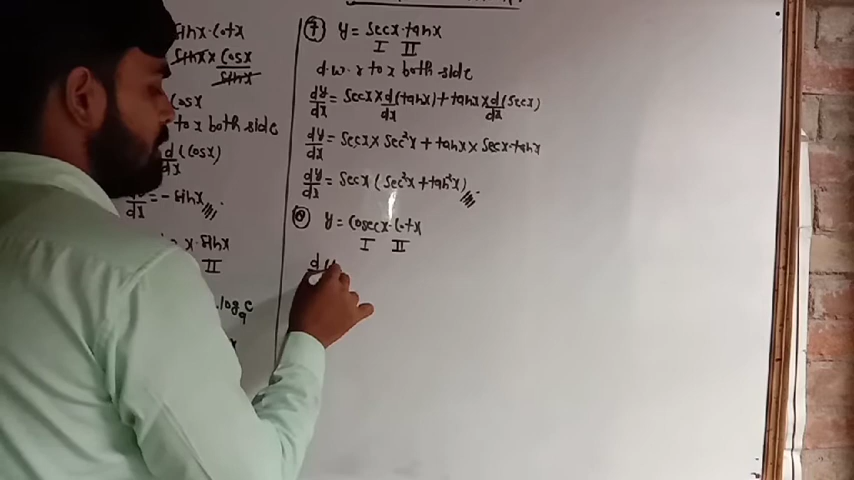 sinx·Cotx
sinx × Cosx
sinx
Cosx
to x both side
d (Cosx)
dx
dy = - sinx
dx
x·sinx
II
log
⑦ y = Secx·tanx
I II
d·w·r to x both side
dy = Secx × d (tanx) + tanx × d (secx)
dx dx dx
dy = Secx × Sec²x + tanx × Secx·tanx
dx
dy = Secx (Sec²x + tan²x)
dx
⑧ y = Cosecx·Cotx
I II
dy